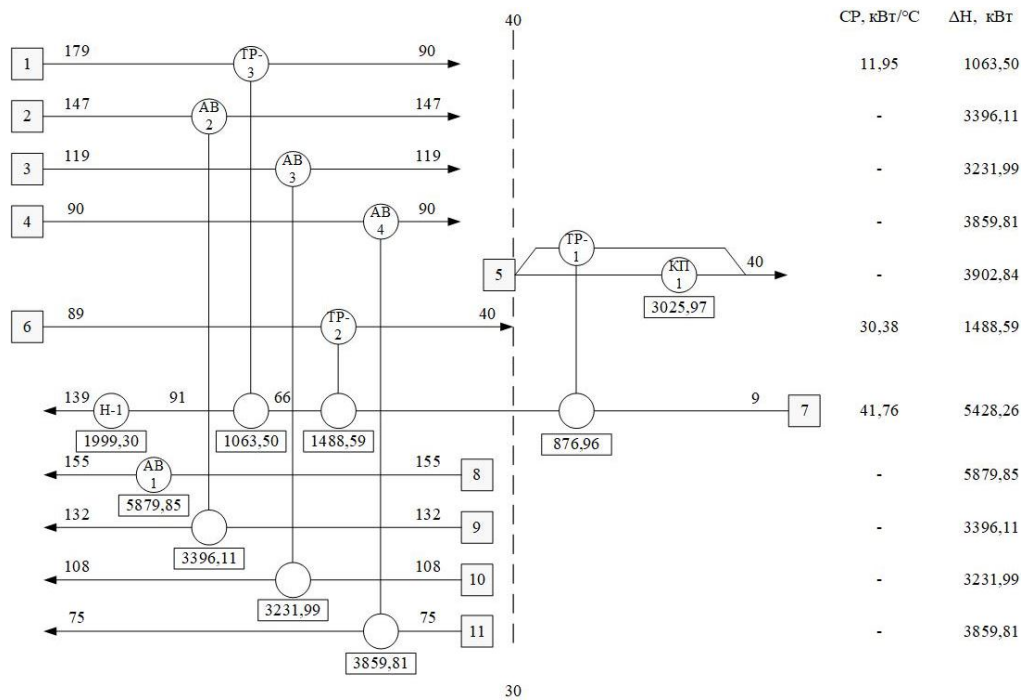 40
СР, кВт/°С ΔН, кВт
1 179 ТР-3 90 11,95 1063,50
2 147 АВ 2 147 - 3396,11
3 119 АВ 3 119 - 3231,99
4 90 АВ 4 90 - 3859,81
ТР-1
5 КП 1 40 - 3902,84
3025,97
6 89 ТР-2 40 30,38 1488,59
139 Н-1 91 66 9 7 41,76 5428,26
1999,30 1063,50 1488,59 876,96
155 АВ 1 155 8 - 5879,85
5879,85
132 132 9 - 3396,11
3396,11
108 108 10 - 3231,99
3231,99
75 75 11 - 3859,81
3859,81
30